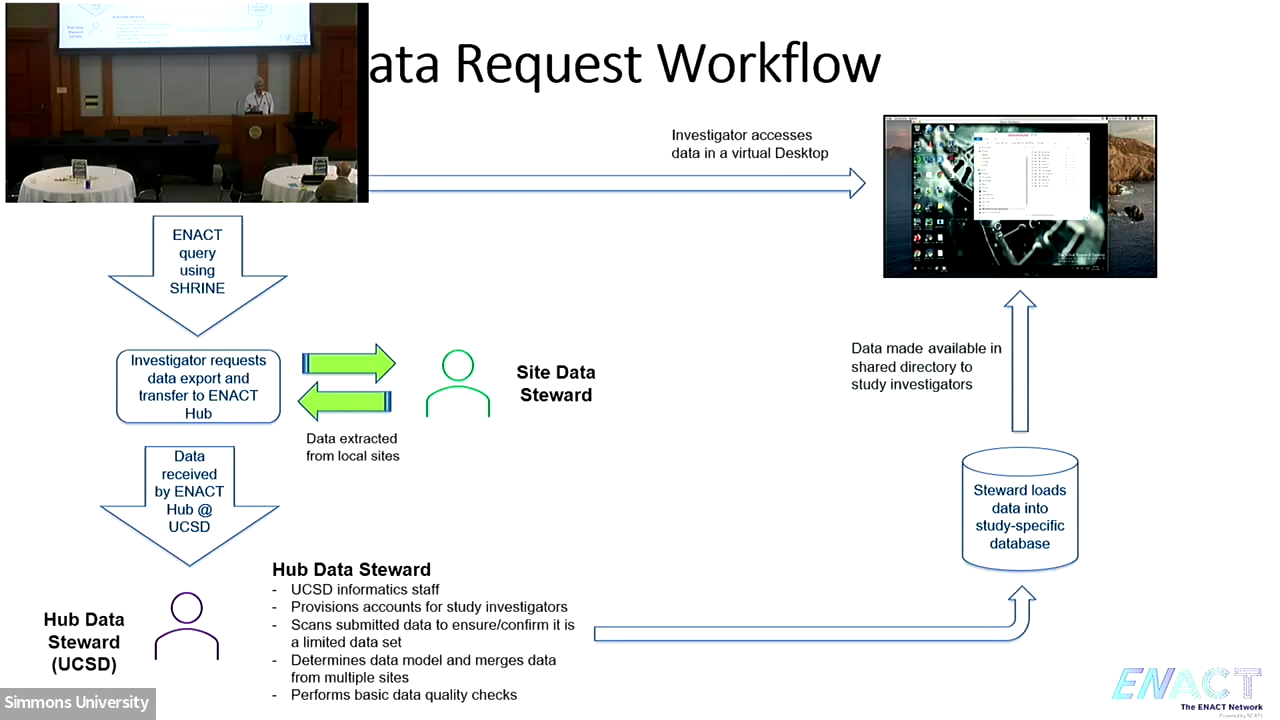 ata Request Workflow
Investigator accesses
data in a virtual Desktop
ENACT
query
using
SHRINE
Investigator requests
data export and
transfer to ENACT
Hub
Site Data
Steward
Data extracted
from local sites
Data made available in
shared directory to
study investigators
Data
received
by ENACT
Hub @
UCSD
Steward loads
data into
study-specific
database
Hub Data Steward
- UCSD informatics staff
- Provisions accounts for study investigators
- Scans submitted data to ensure/confirm it is
a limited data set
- Determines data model and merges data
from multiple sites
- Performs basic data quality checks
Hub Data
Steward
(UCSD)
Simmons University
ENACT
The ENACT Network